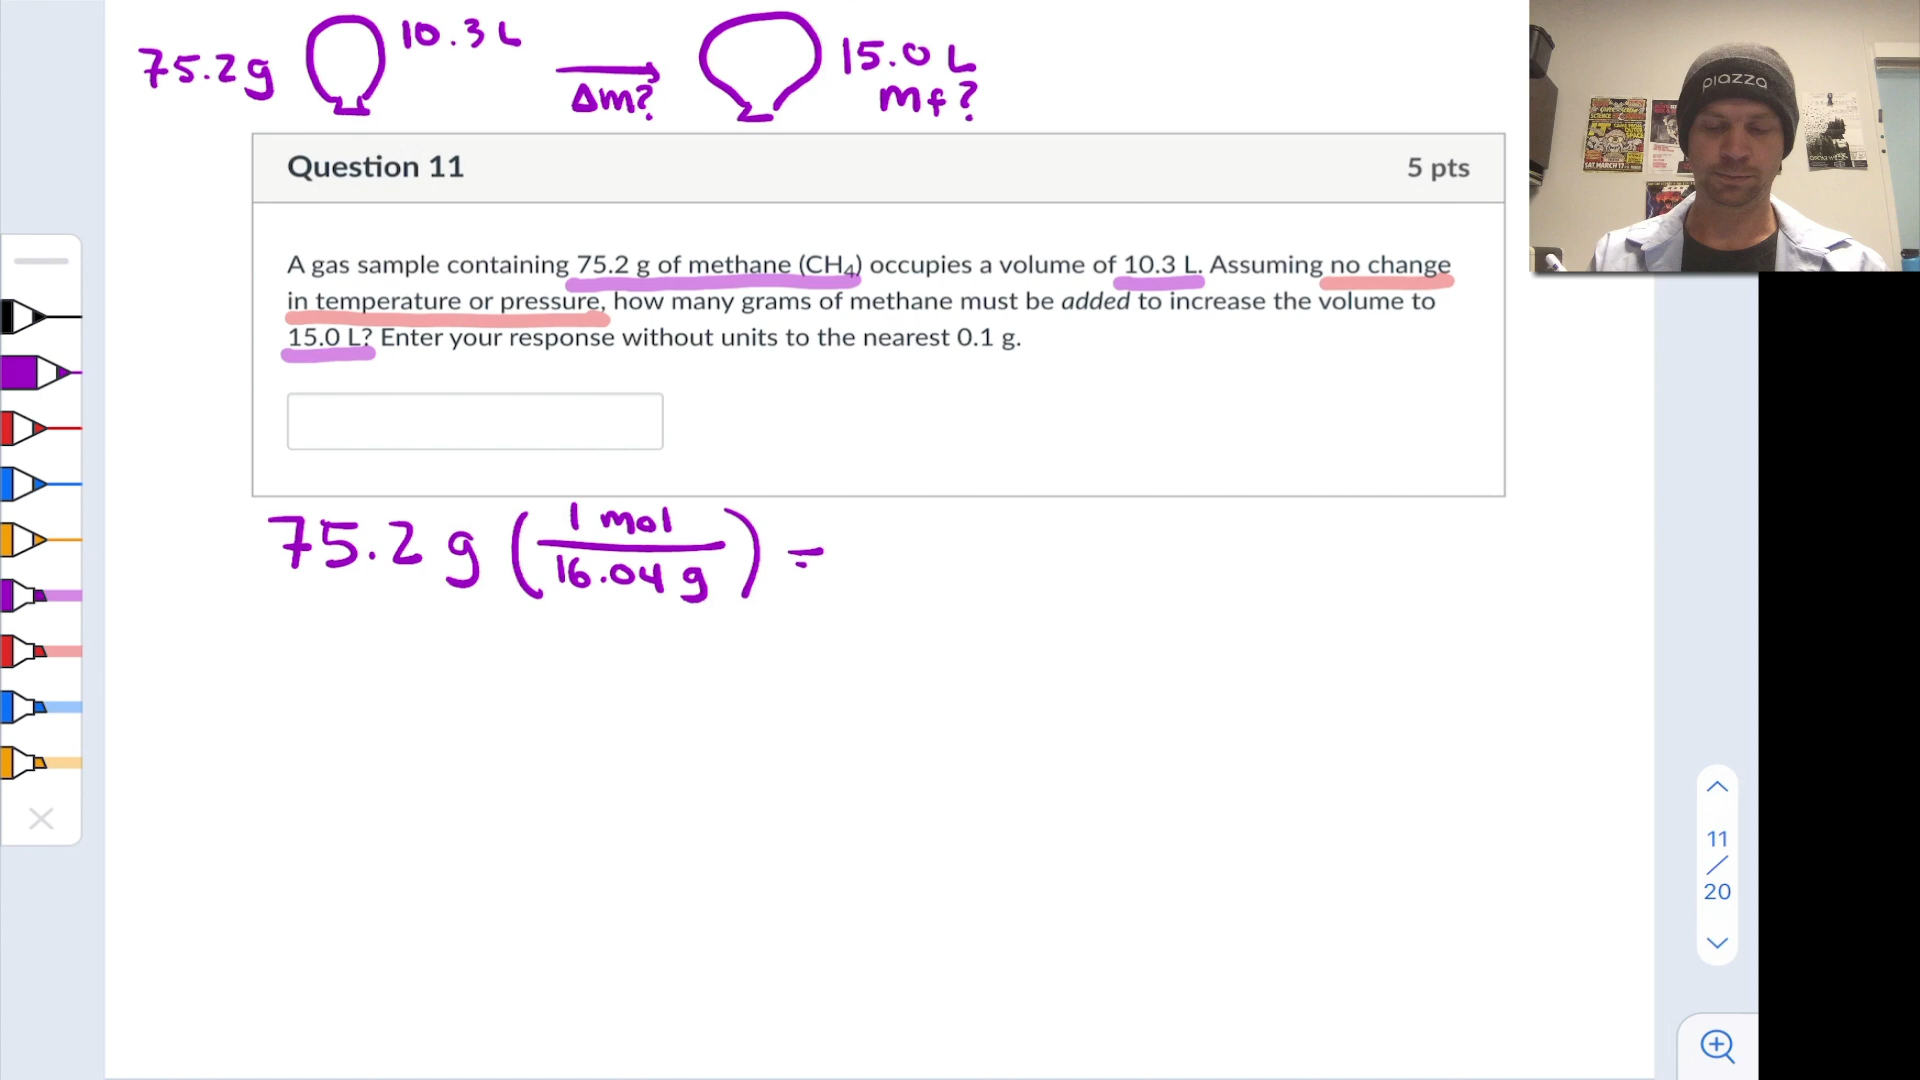 75.2g 10.3 L Δm? 15.0 L
mf?
Question 11 5 pts
A gas sample containing 75.2 g of methane (CH₄) occupies a volume of 10.3 L. Assuming no change
in temperature or pressure, how many grams of methane must be added to increase the volume to
15.0 L? Enter your response without units to the nearest 0.1 g.
75.2 g (1 mol / 16.04 g) =
piazza
SAT. MARCH 17
11
/
20